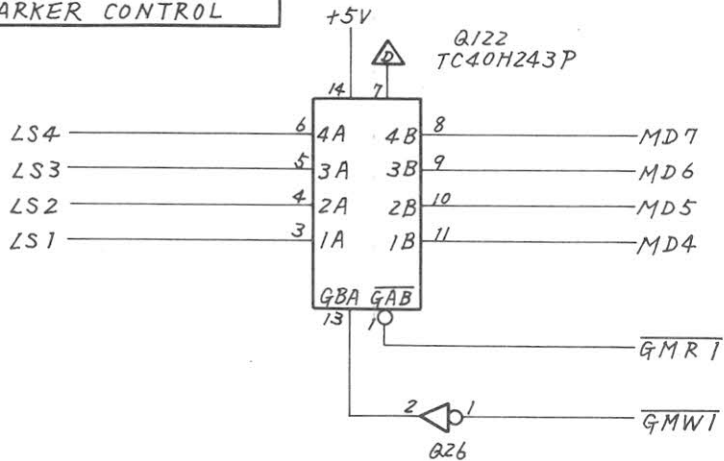 ARKER CONTROL
+5V
D
Q122
TC40H243P
14 7
LS4 6 4A 4B 8 MD7
LS3 5 3A 3B 9 MD6
LS2 4 2A 2B 10 MD5
LS1 3 1A 1B 11 MD4
GBA GAB
13 1
GMR1
2 1 GMW1
Q26